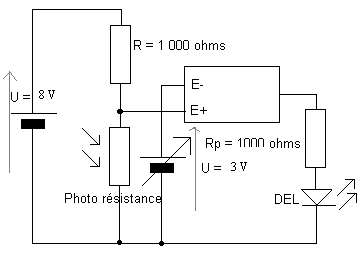 R = 1 000 ohms
E-
U = 8 V
E+
Rp = 1000 ohms
U = 3 V
Photo résistance
DEL